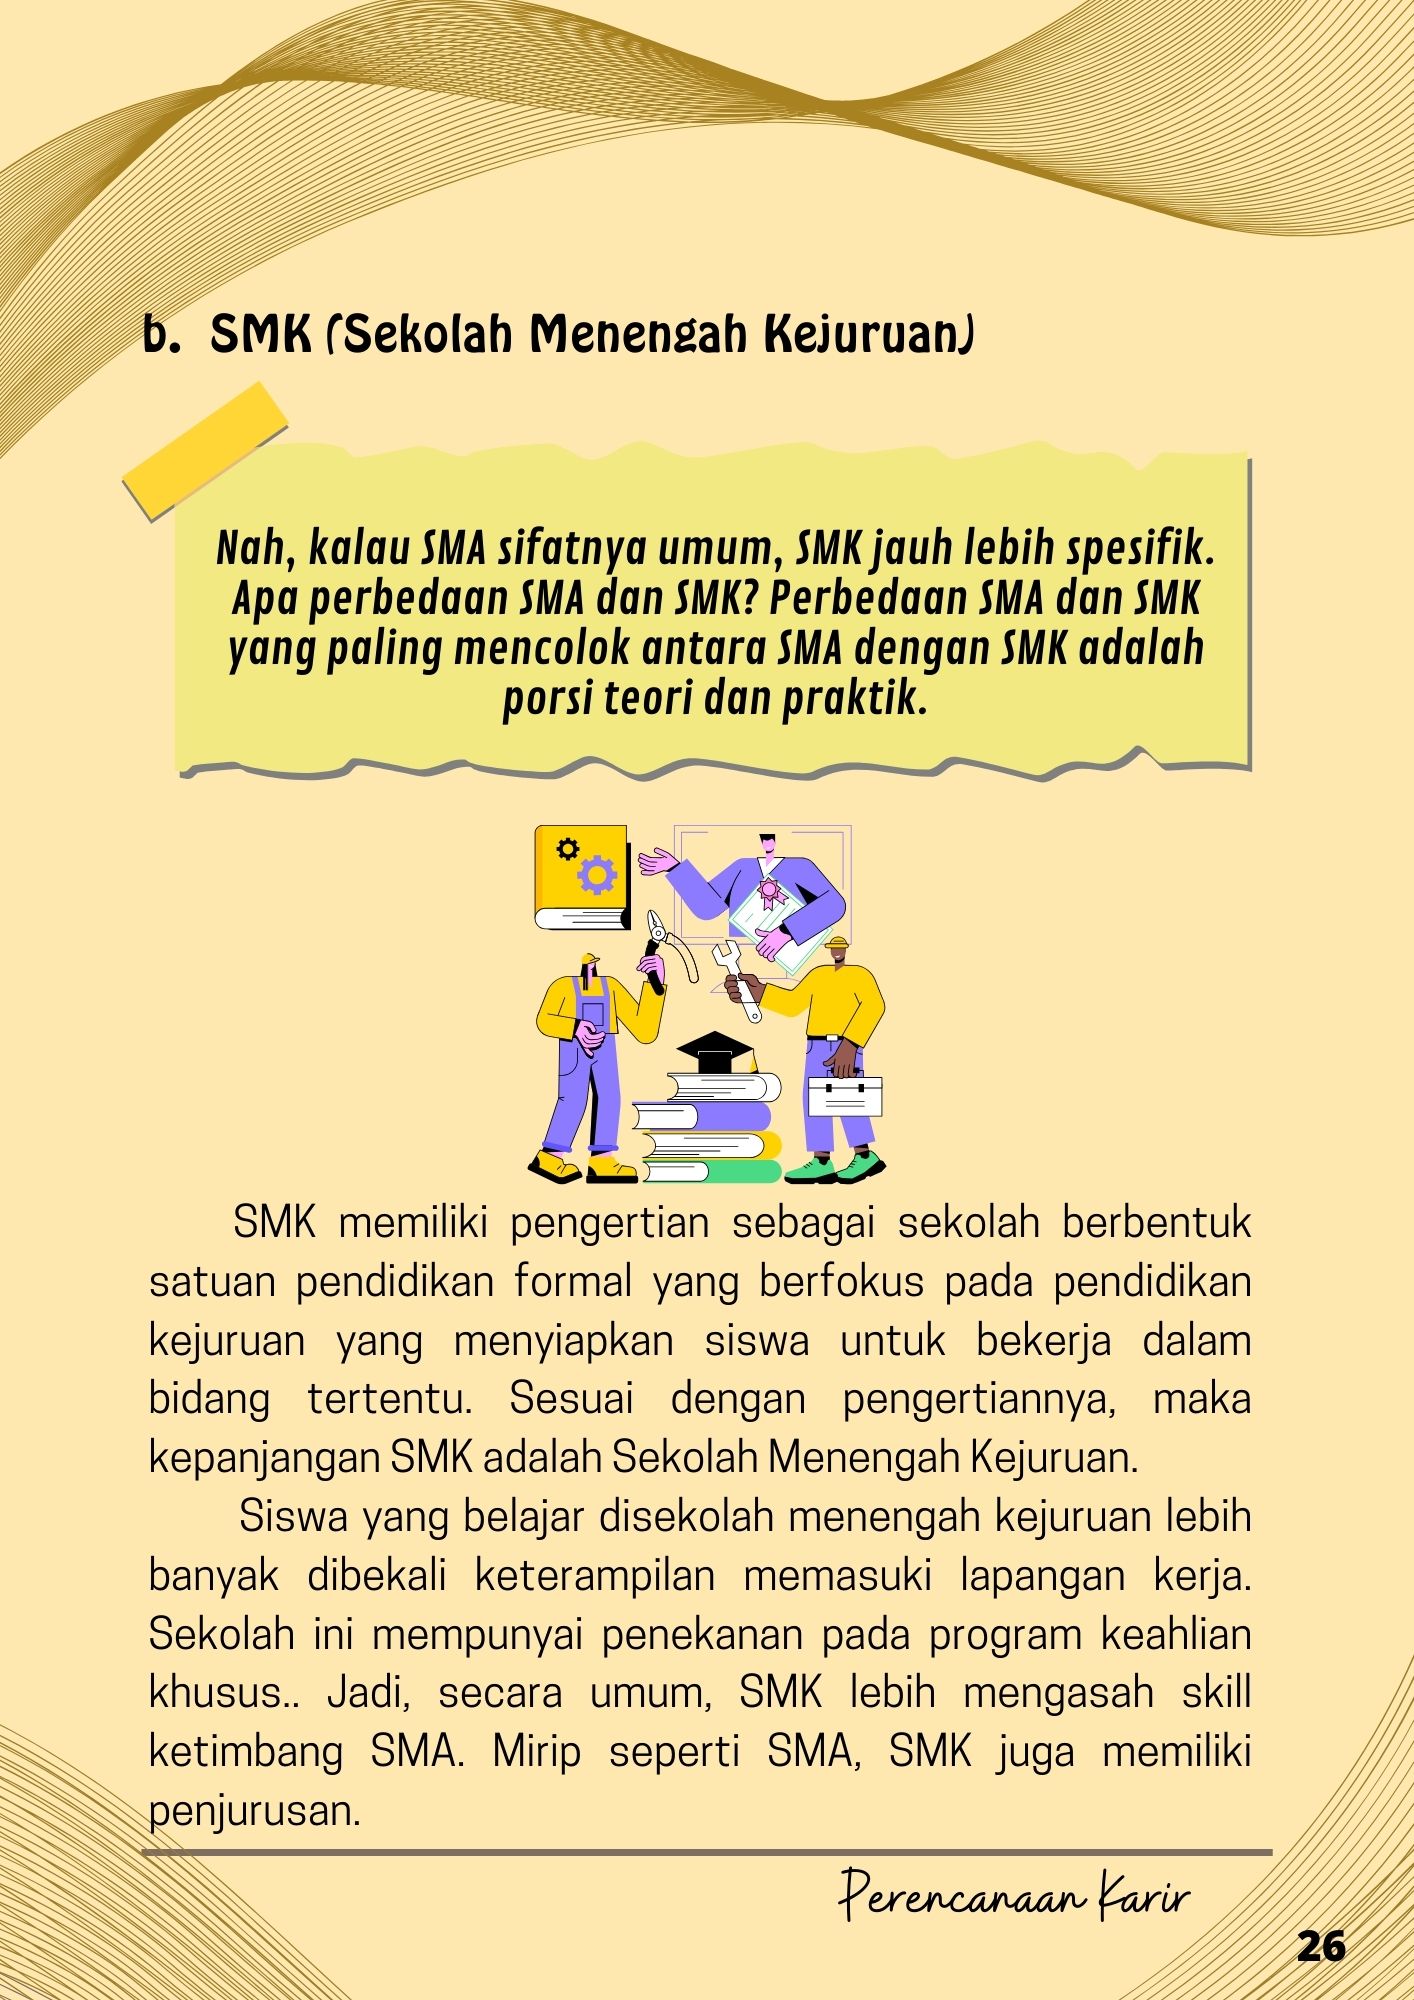 b. SMK (Sekolah Menengah Kejuruan)
Nah, kalau SMA sifatnya umum, SMK jauh lebih spesifik.
Apa perbedaan SMA dan SMK? Perbedaan SMA dan SMK
yang paling mencolok antara SMA dengan SMK adalah
porsi teori dan praktik.
SMK memiliki pengertian sebagai sekolah berbentuk
satuan pendidikan formal yang berfokus pada pendidikan
kejuruan yang menyiapkan siswa untuk bekerja dalam
bidang tertentu. Sesuai dengan pengertiannya, maka
kepanjangan SMK adalah Sekolah Menengah Kejuruan.
Siswa yang belajar disekolah menengah kejuruan lebih
banyak dibekali keterampilan memasuki lapangan kerja.
Sekolah ini mempunyai penekanan pada program keahlian
khusus.. Jadi, secara umum, SMK lebih mengasah skill
ketimbang SMA. Mirip seperti SMA, SMK juga memiliki
penjurusan.
Perencanaan Karir
26